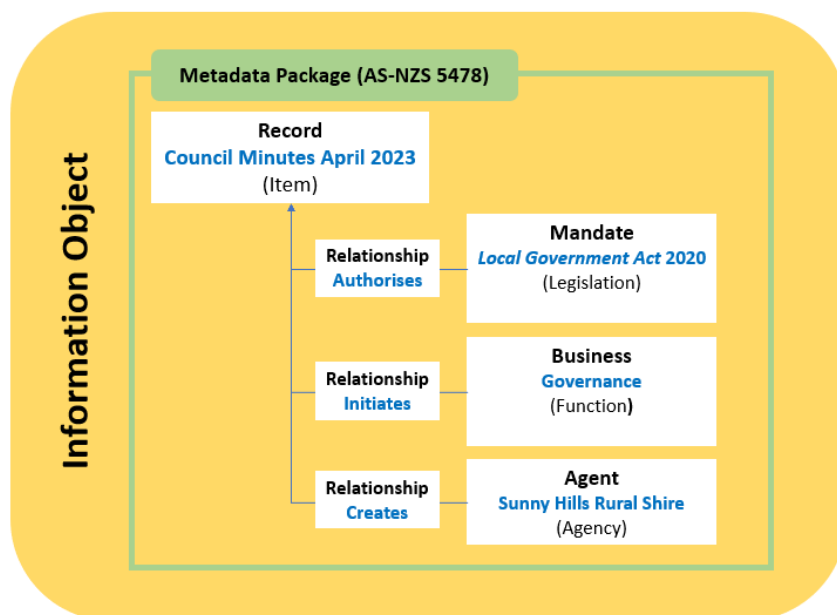 Information Object
Metadata Package (AS-NZS 5478)
Record
Council Minutes April 2023
(Item)
Relationship
Authorises
Mandate
Local Government Act 2020
(Legislation)
Relationship
Initiates
Business
Governance
(Function)
Relationship
Creates
Agent
Sunny Hills Rural Shire
(Agency)